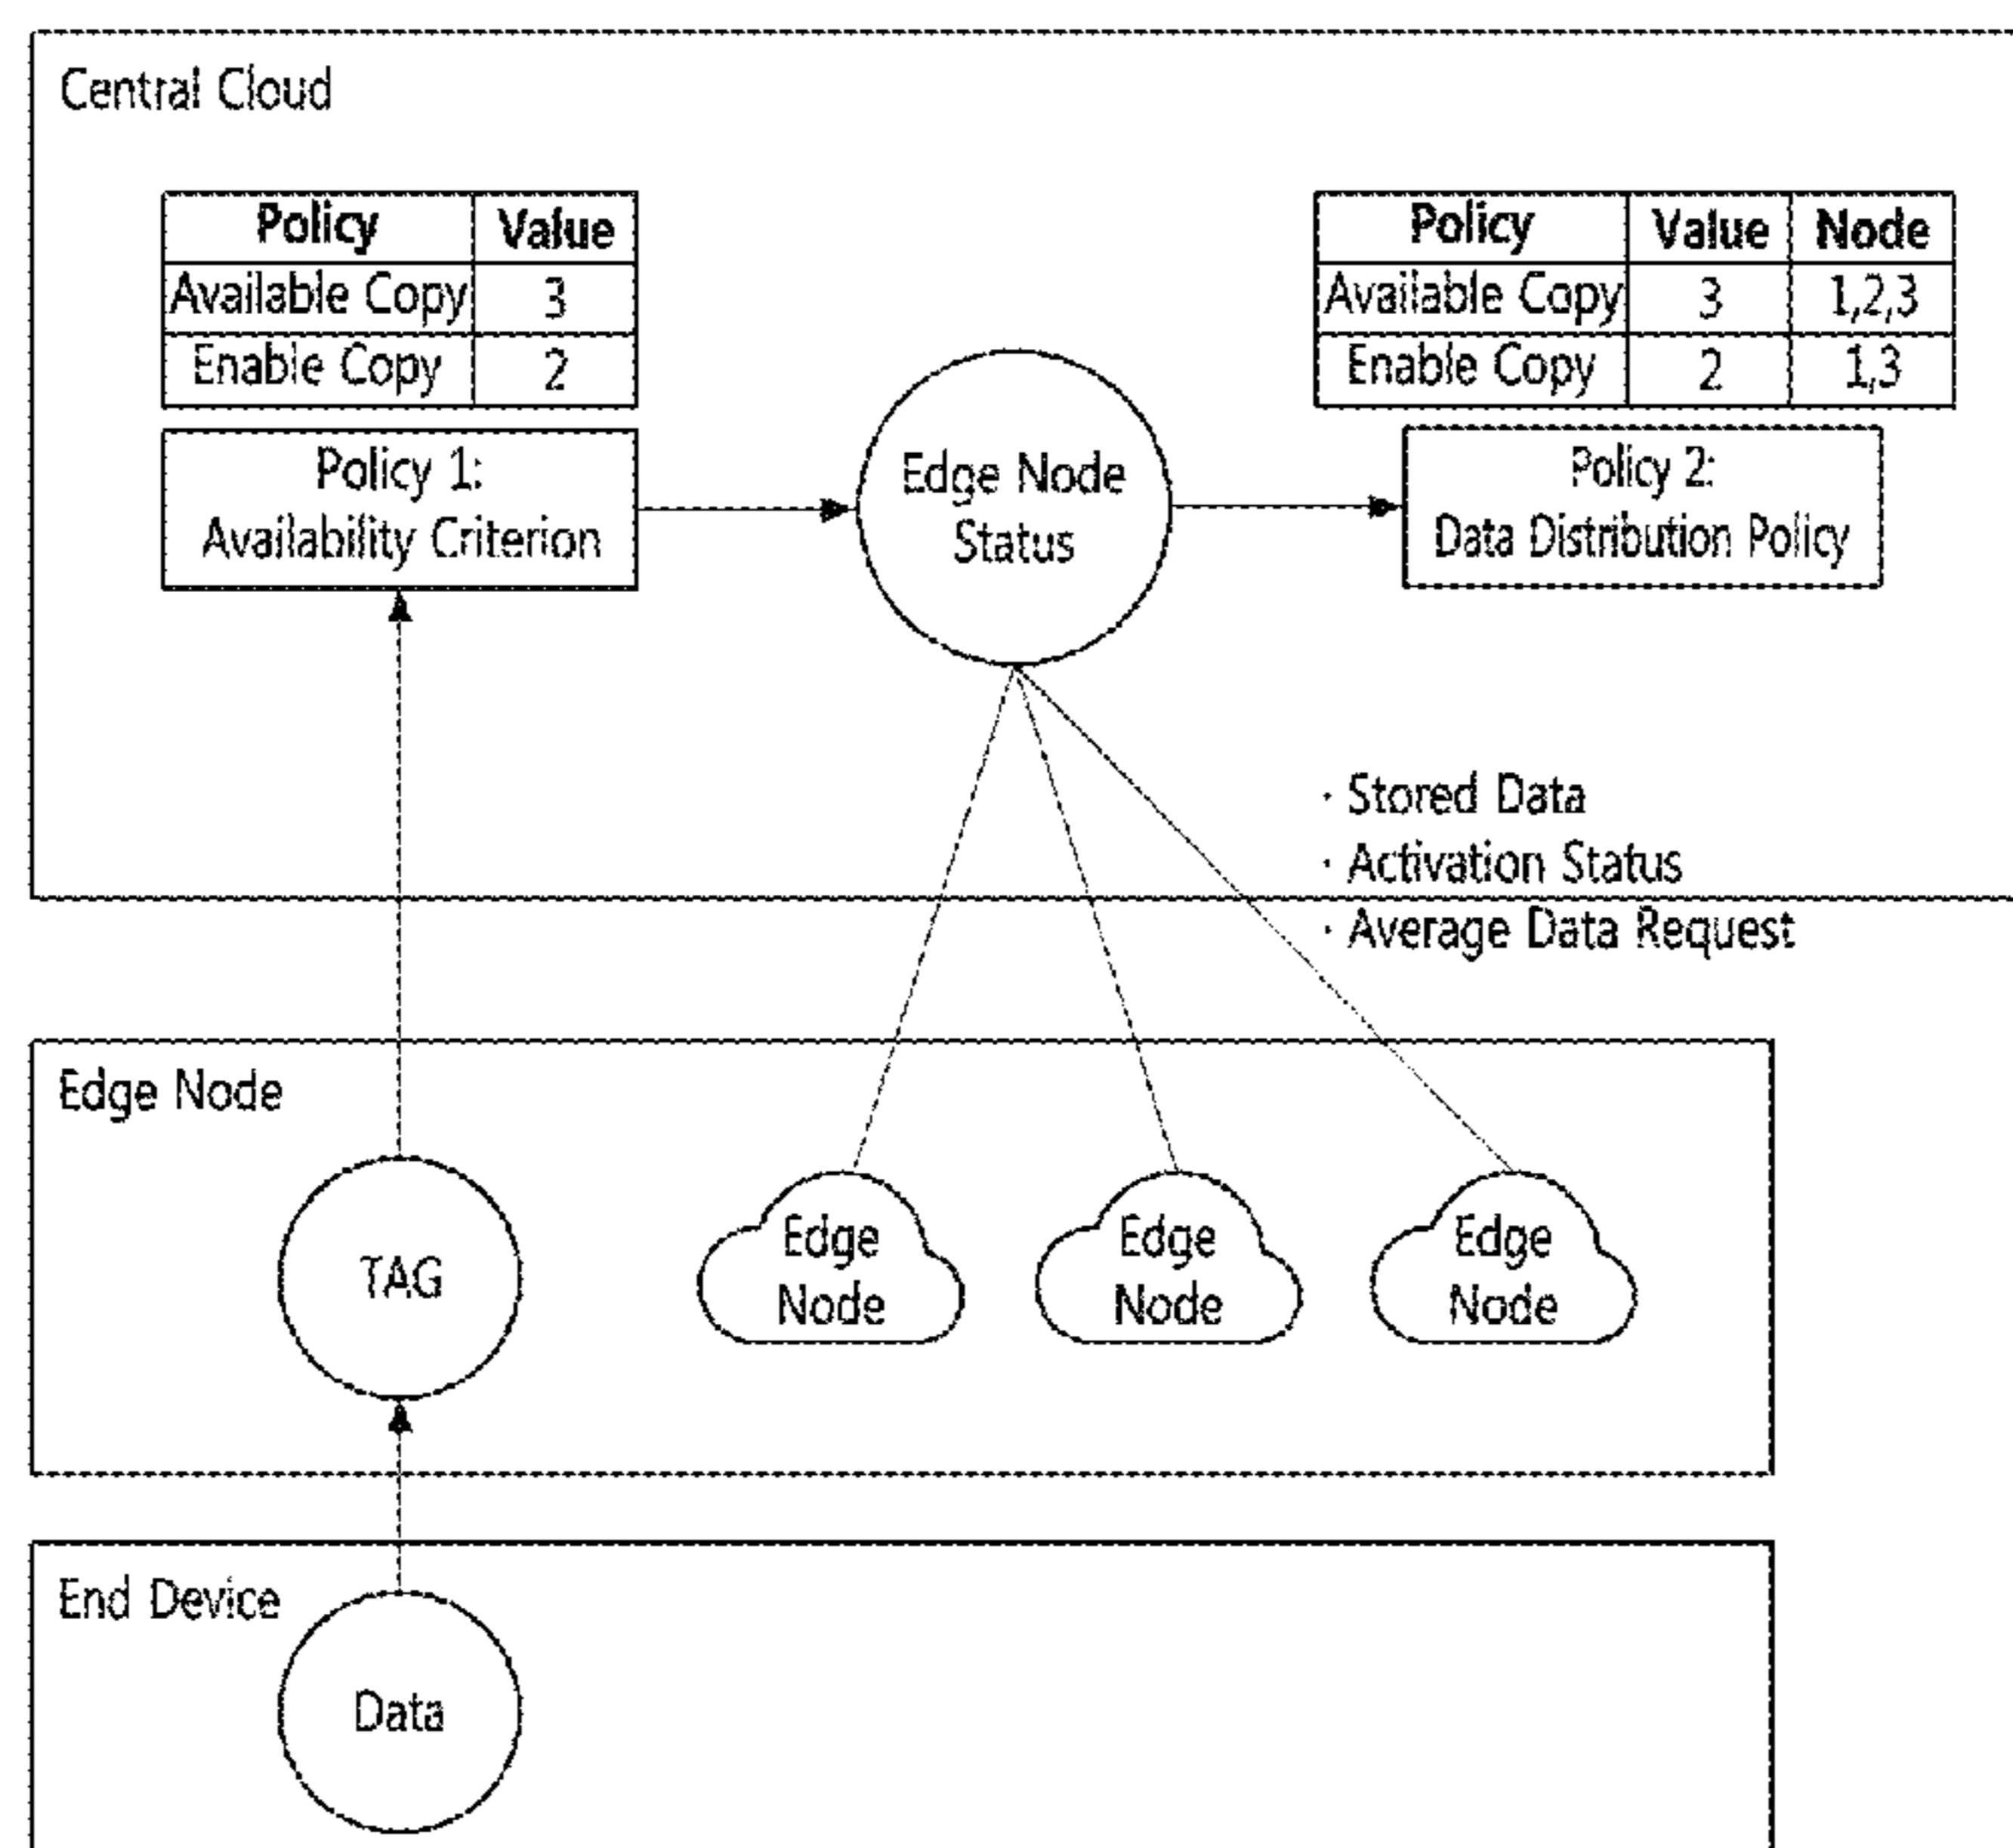 Central Cloud
Policy Value
Available Copy 3
Enable Copy 2
Policy 1:
Availability Criterion
Edge Node
Status
Policy Value Node
Available Copy 3 1,2,3
Enable Copy 2 1,3
Policy 2:
Data Distribution Policy
· Stored Data
· Activation Status
· Average Data Request
Edge Node
TAG
Edge
Node
Edge
Node
Edge
Node
End Device
Data